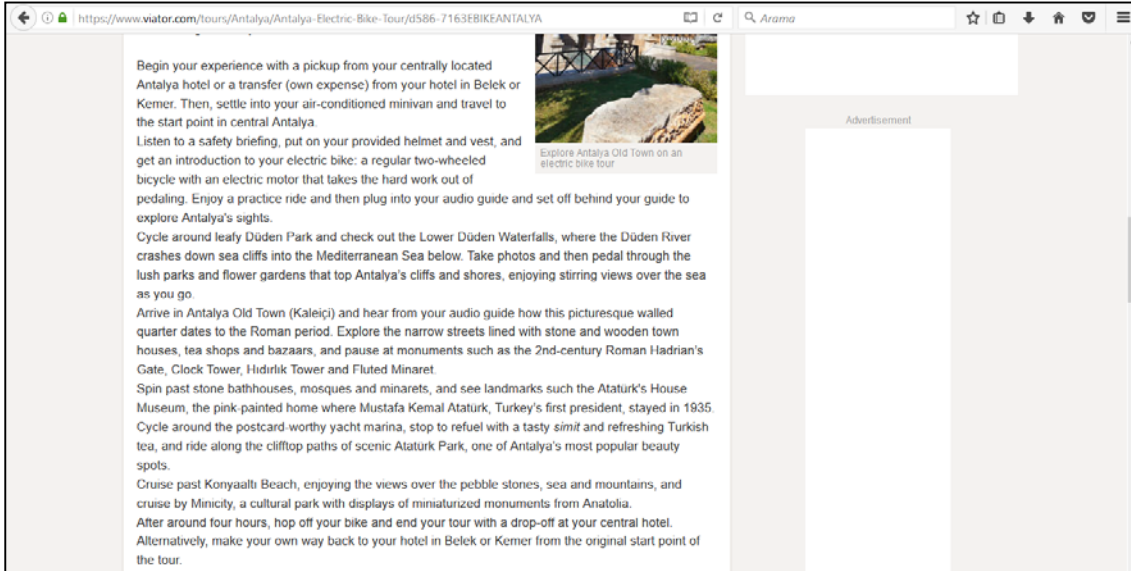 https://www.viator.com/tours/Antalya/Antalya-Electric-Bike-Tour/d586-7163EBIKEANTALYA
Arama
Begin your experience with a pickup from your centrally located
Antalya hotel or a transfer (own expense) from your hotel in Belek or
Kemer. Then, settle into your air-conditioned minivan and travel to
the start point in central Antalya.
Listen to a safety briefing, put on your provided helmet and vest, and
get an introduction to your electric bike: a regular two-wheeled
bicycle with an electric motor that takes the hard work out of
pedaling. Enjoy a practice ride and then plug into your audio guide and set off behind your guide to
explore Antalya's sights.
Cycle around leafy Düden Park and check out the Lower Düden Waterfalls, where the Düden River
crashes down sea cliffs into the Mediterranean Sea below. Take photos and then pedal through the
lush parks and flower gardens that top Antalya's cliffs and shores, enjoying stirring views over the sea
as you go.
Arrive in Antalya Old Town (Kaleiçi) and hear from your audio guide how this picturesque walled
quarter dates to the Roman period. Explore the narrow streets lined with stone and wooden town
houses, tea shops and bazaars, and pause at monuments such as the 2nd-century Roman Hadrian's
Gate, Clock Tower, Hıdırlık Tower and Fluted Minaret.
Spin past stone bathhouses, mosques and minarets, and see landmarks such the Atatürk's House
Museum, the pink-painted home where Mustafa Kemal Atatürk, Turkey's first president, stayed in 1935.
Cycle around the postcard-worthy yacht marina, stop to refuel with a tasty simit and refreshing Turkish
tea, and ride along the clifftop paths of scenic Atatürk Park, one of Antalya's most popular beauty
spots.
Cruise past Konyaaltı Beach, enjoying the views over the pebble stones, sea and mountains, and
cruise by Minicity, a cultural park with displays of miniaturized monuments from Anatolia.
After around four hours, hop off your bike and end your tour with a drop-off at your central hotel.
Alternatively, make your own way back to your hotel in Belek or Kemer from the original start point of
the tour.
Explore Antalya Old Town on an
electric bike tour
Advertisement